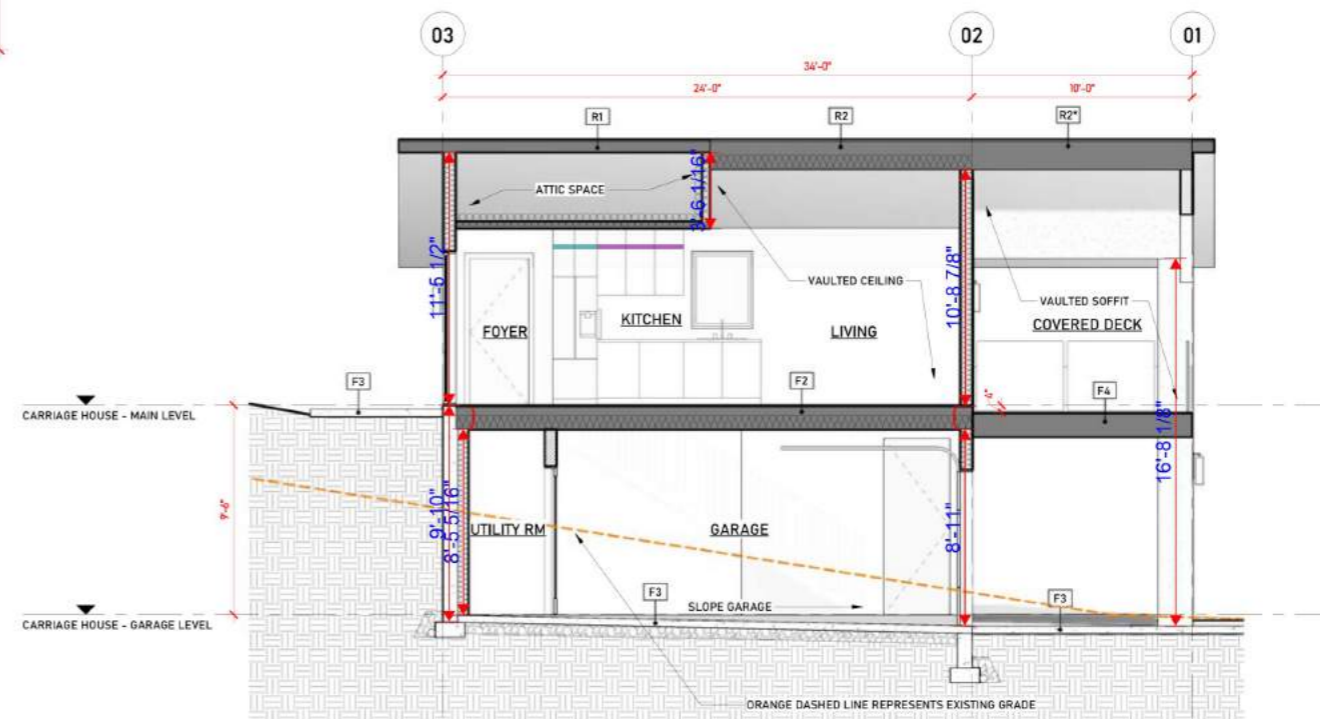 03
02
01
34'-0"
24'-0"
10'-0"
R1
R2
R2*
ATTIC SPACE
3'-6 1/16"
11'-5 1/2"
VAULTED CEILING
10'-8 7/8"
VAULTED SOFFIT
FOYER
KITCHEN
LIVING
COVERED DECK
F3
F2
4"
F4
CARRIAGE HOUSE - MAIN LEVEL
16'-8 1/8"
9'-6"
9'-10"
8'-5 5/16"
UTILITY RM
GARAGE
8'-11"
F3
SLOPE GARAGE
F3
CARRIAGE HOUSE - GARAGE LEVEL
ORANGE DASHED LINE REPRESENTS EXISTING GRADE